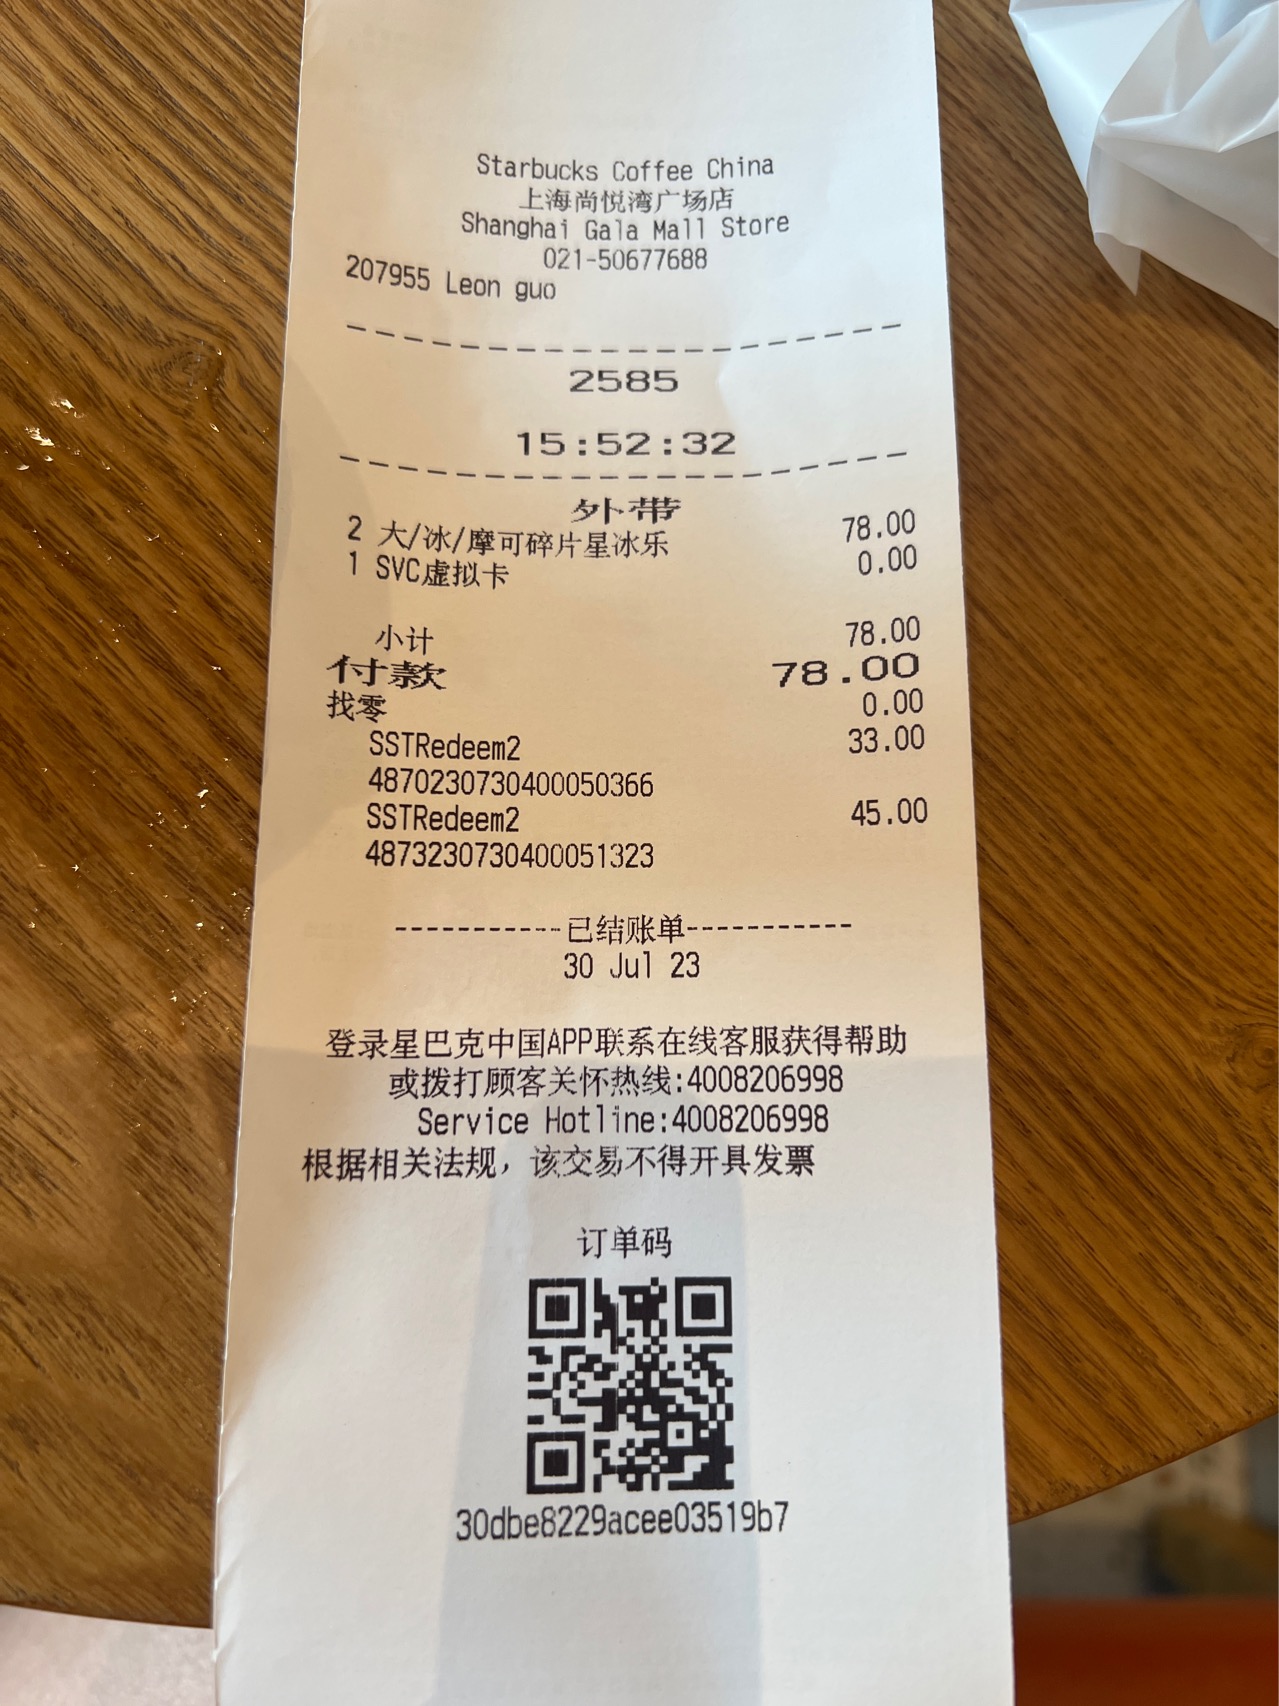 Starbucks Coffee China
上海尚悦湾广场店
Shanghai Gala Mall Store
021-50677688
207955 Leon guo
2585
15:52:32
外带
2 大/冰/摩可碎片星冰乐 78.00
1 SVC虚拟卡 0.00
小计 78.00
付款 78.00
找零 0.00
SSTRedeem2 33.00
4870230730400050366
SSTRedeem2 45.00
4873230730400051323
-----------已结账单-----------
30 Jul 23
登录星巴克中国APP联系在线客服获得帮助
或拨打顾客关怀热线:4008206998
Service Hotline:4008206998
根据相关法规，该交易不得开具发票
订单码
30dbe8229acee03519b7